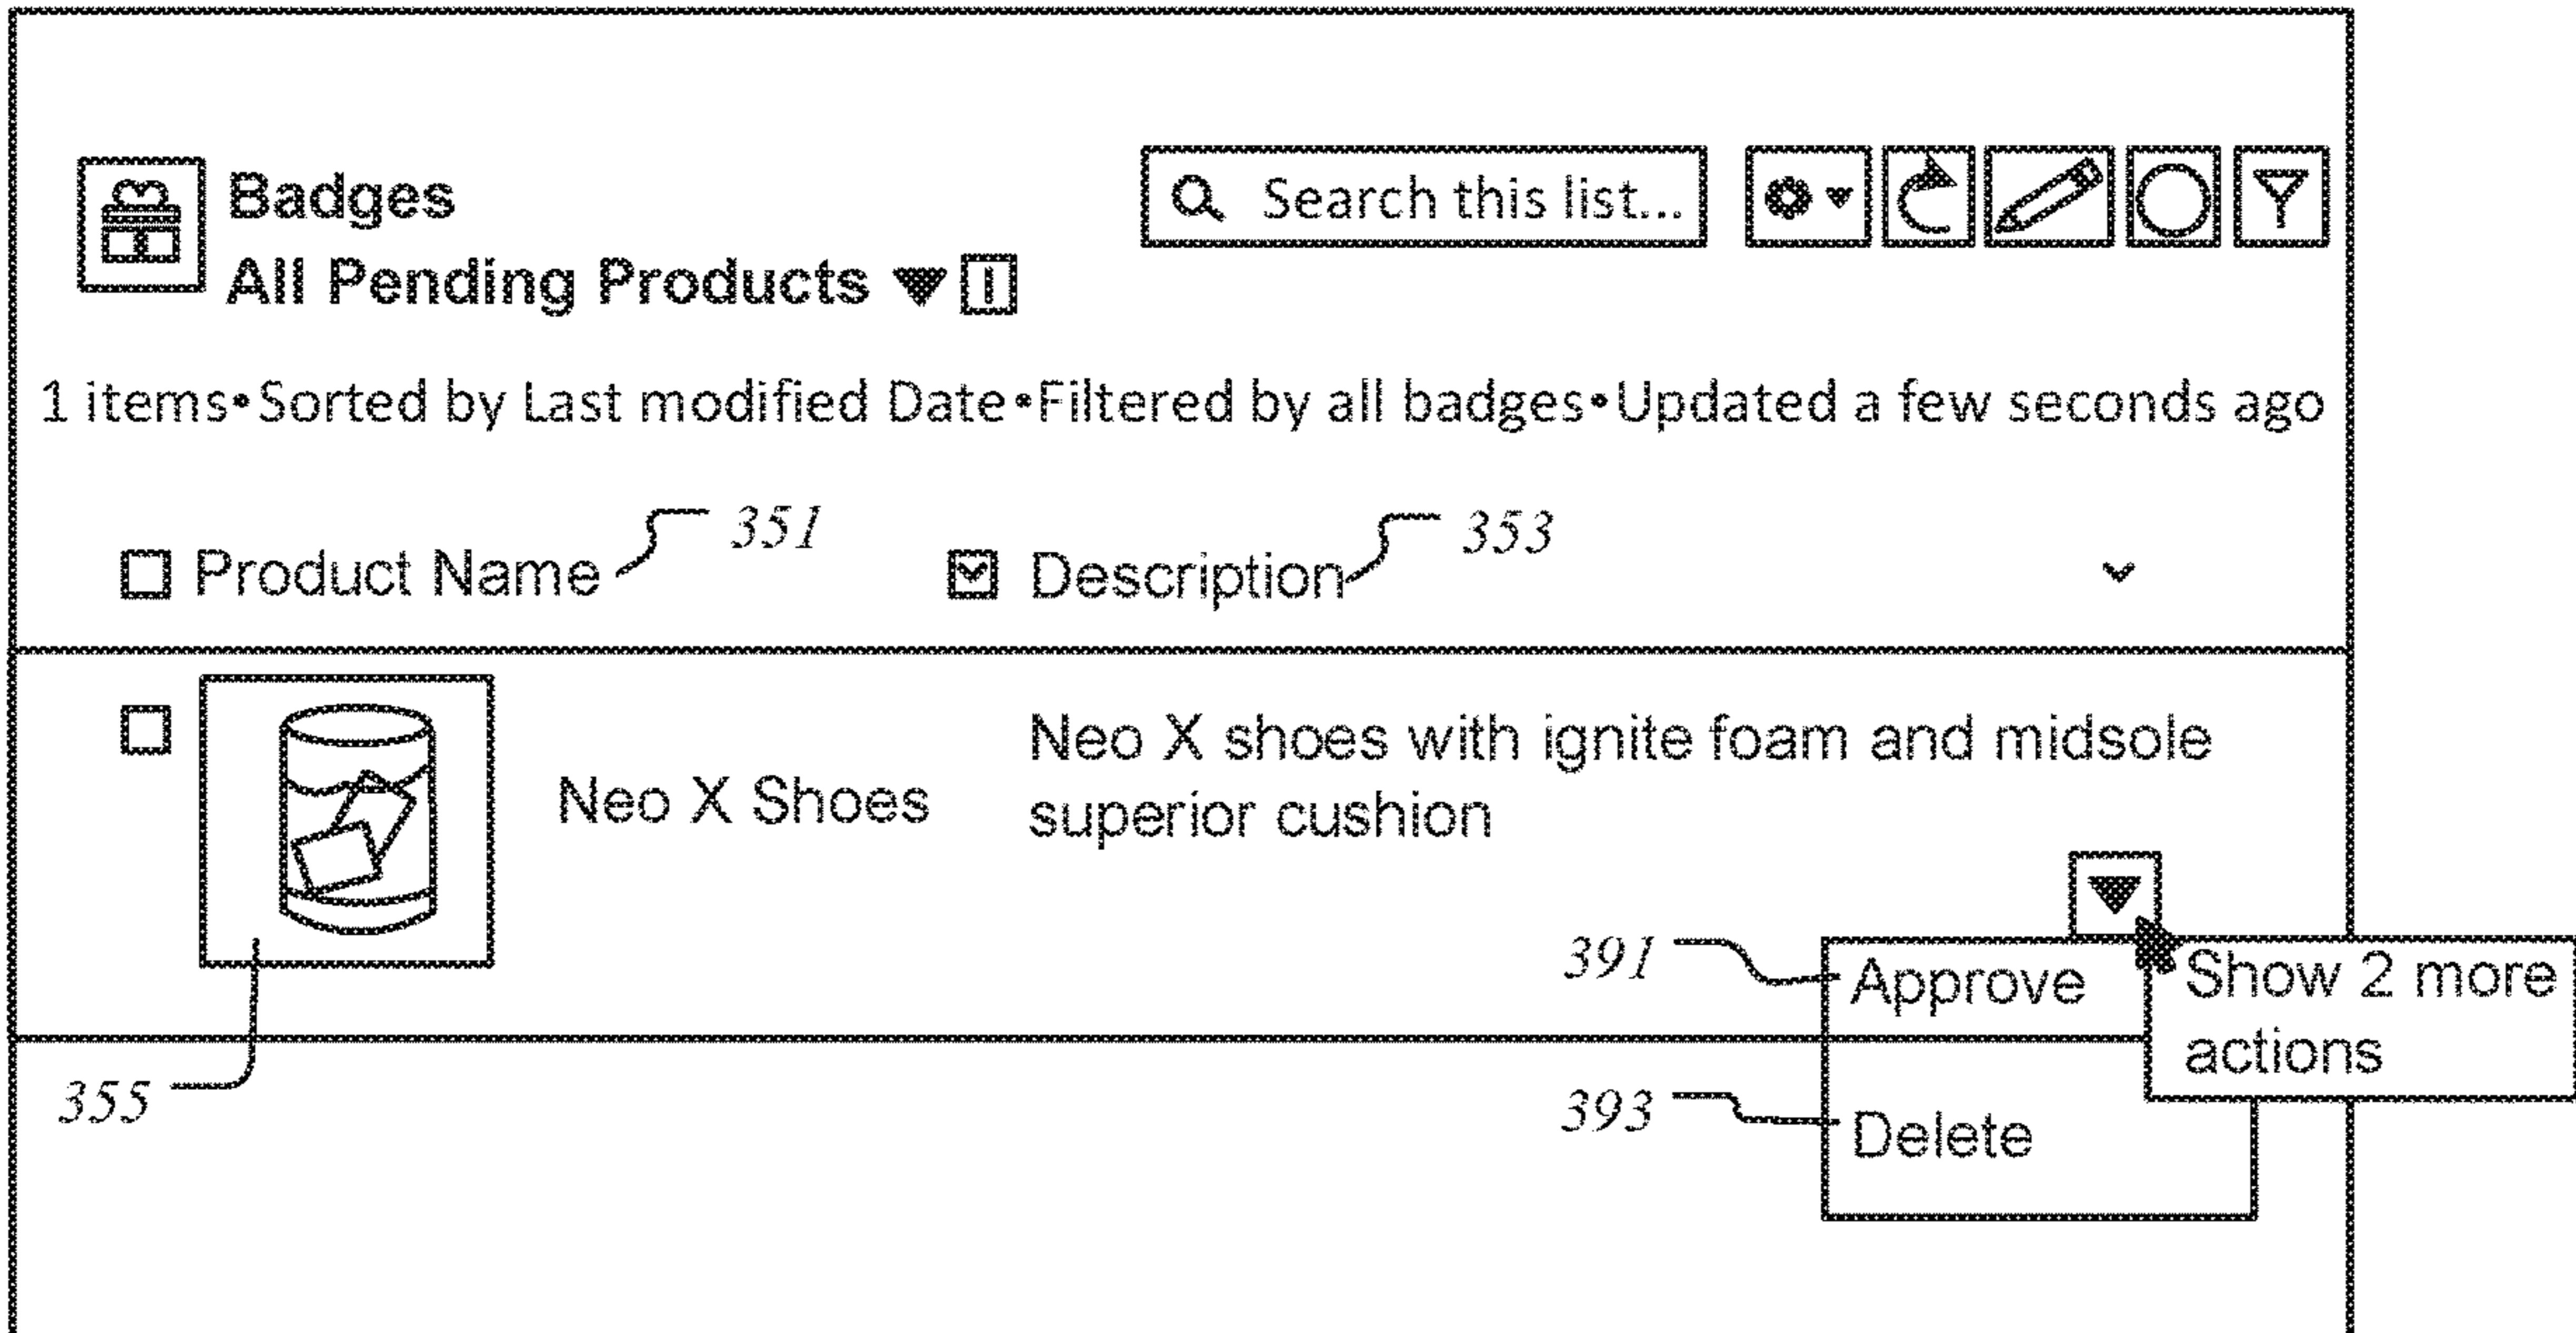 Badges
Search this list...
All Pending Products
1 items•Sorted by Last modified Date•Filtered by all badges•Updated a few seconds ago
351
353
Product Name
Description
Neo X Shoes
Neo X shoes with ignite foam and midsole
superior cushion
391
Approve
Show 2 more
actions
355
393
Delete